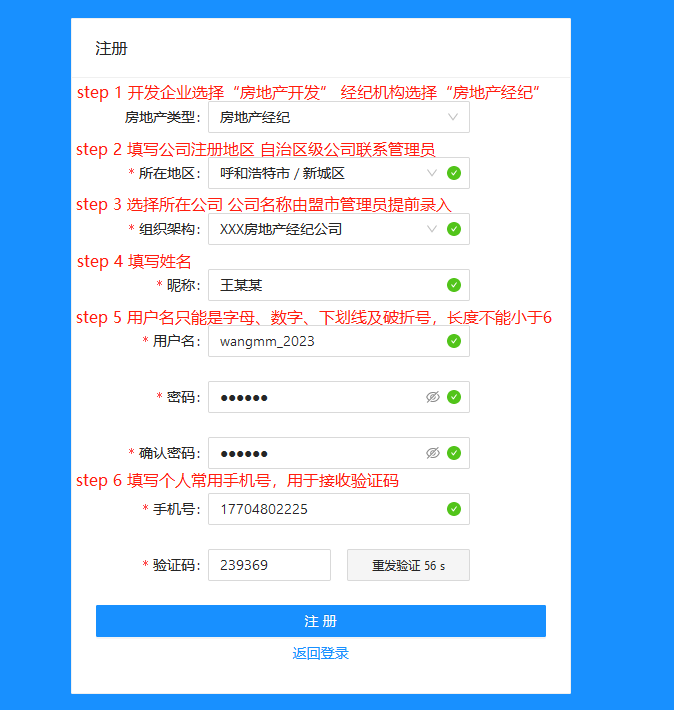 注册
step 1 开发企业选择“房地产开发” 经纪机构选择“房地产经纪”
房地产类型: 房地产经纪
step 2 填写公司注册地区 自治区级公司联系管理员
* 所在地区: 呼和浩特市 / 新城区
step 3 选择所在公司 公司名称由盟市管理员提前录入
* 组织架构: XXX房地产经纪公司
step 4 填写姓名
* 昵称: 王某某
step 5 用户名只能是字母、数字、下划线及破折号，长度不能小于6
* 用户名: wangmm_2023
* 密码: ●●●●●●
* 确认密码: ●●●●●●
step 6 填写个人常用手机号，用于接收验证码
* 手机号: 17704802225
* 验证码: 239369 重发验证 56 s
注 册
返回登录